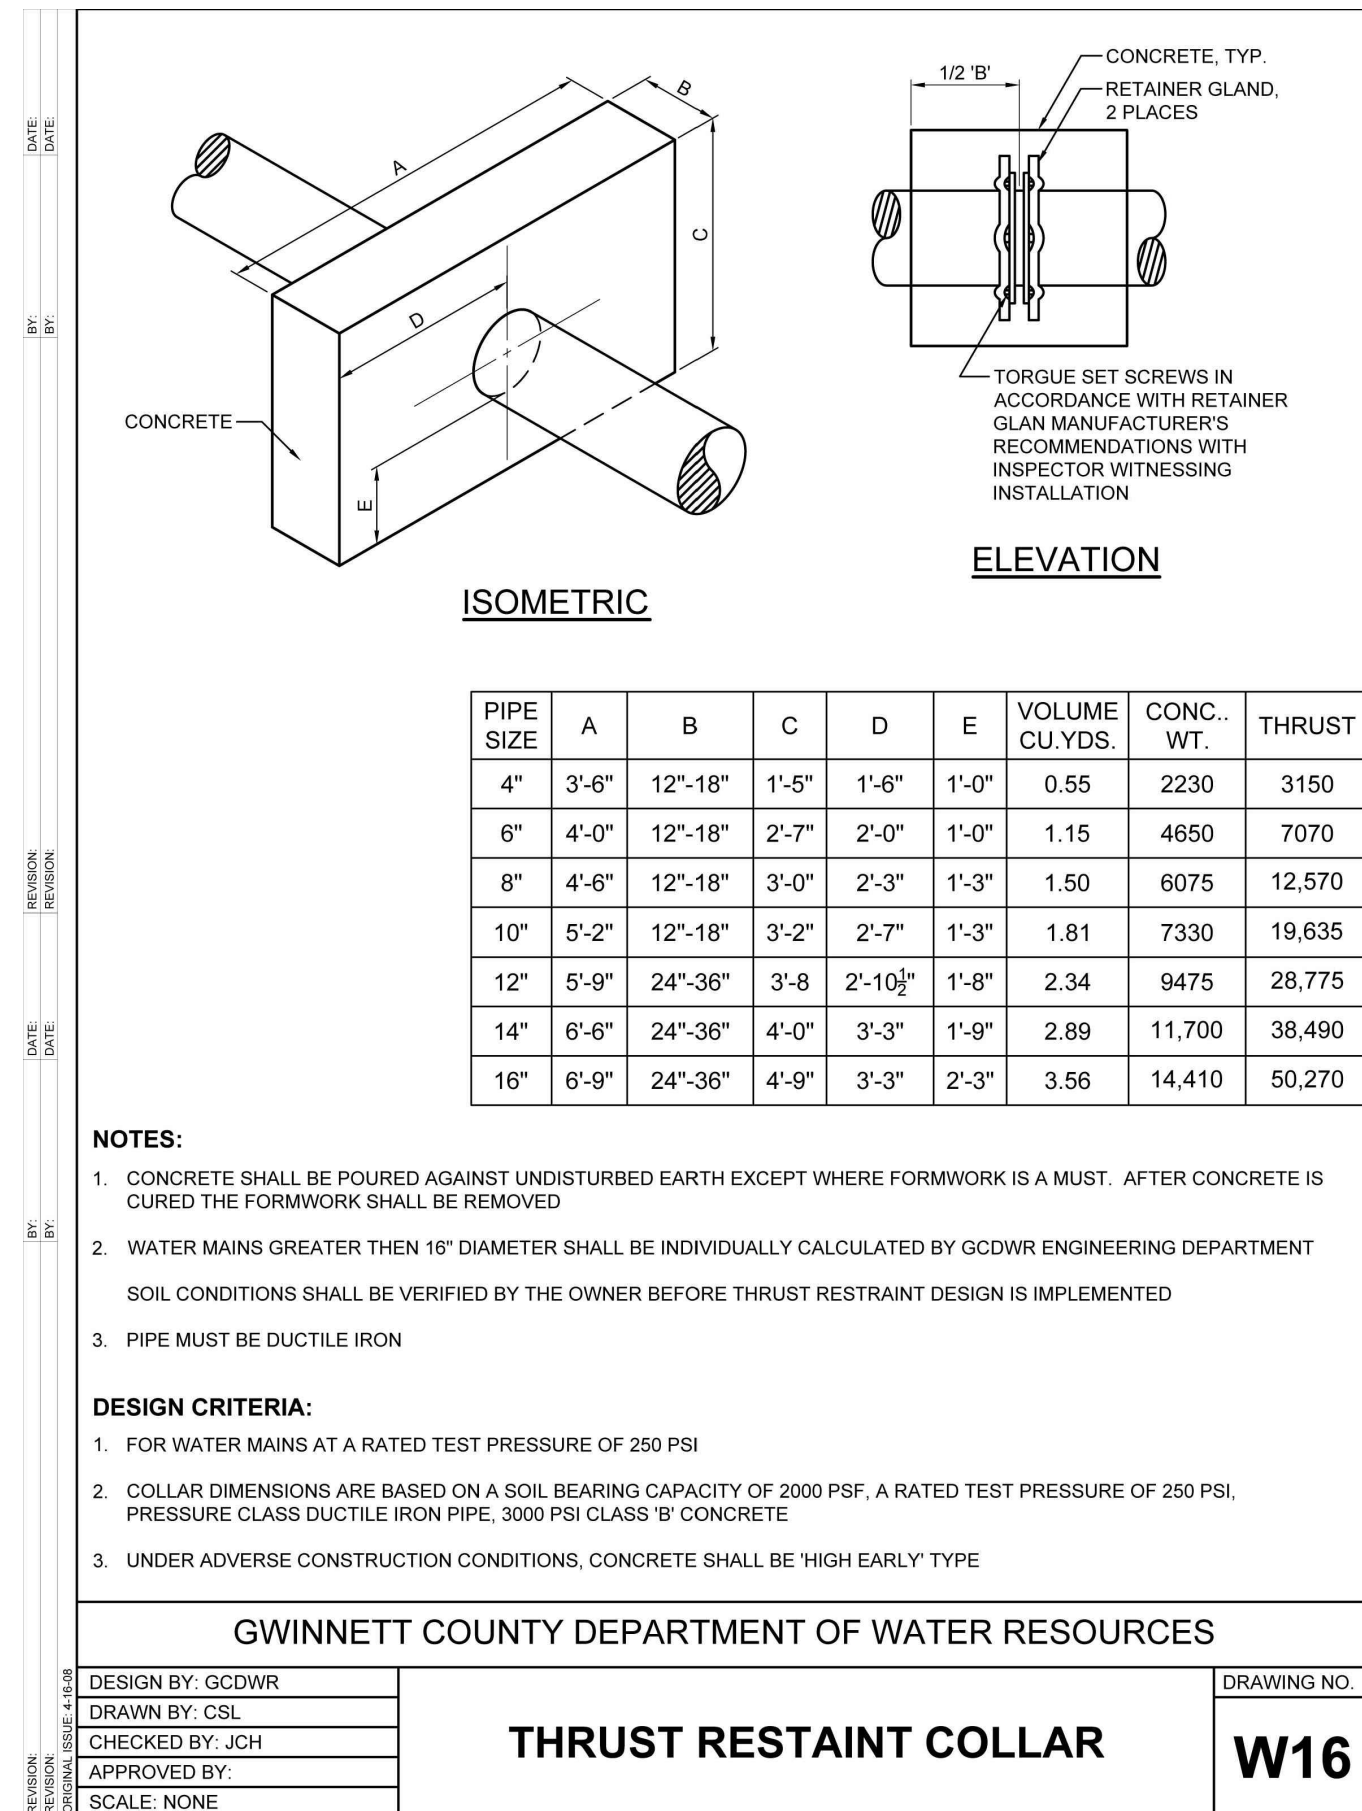 DATE:
DATE:
BY:
BY:
REVISION:
REVISION:
DATE:
DATE:
BY:
BY:
REVISION:
REVISION:
ORIGINAL ISSUE: 4-16-08
A
B
C
D
E
CONCRETE
ISOMETRIC
1/2 'B'
CONCRETE, TYP.
RETAINER GLAND,
2 PLACES
TORGUE SET SCREWS IN
ACCORDANCE WITH RETAINER
GLAN MANUFACTURER'S
RECOMMENDATIONS WITH
INSPECTOR WITNESSING
INSTALLATION
ELEVATION
PIPE SIZE A B C D E VOLUME CU.YDS. CONC.. WT. THRUST
4" 3'-6" 12"-18" 1'-5" 1'-6" 1'-0" 0.55 2230 3150
6" 4'-0" 12"-18" 2'-7" 2'-0" 1'-0" 1.15 4650 7070
8" 4'-6" 12"-18" 3'-0" 2'-3" 1'-3" 1.50 6075 12,570
10" 5'-2" 12"-18" 3'-2" 2'-7" 1'-3" 1.81 7330 19,635
12" 5'-9" 24"-36" 3'-8 2'-10½" 1'-8" 2.34 9475 28,775
14" 6'-6" 24"-36" 4'-0" 3'-3" 1'-9" 2.89 11,700 38,490
16" 6'-9" 24"-36" 4'-9" 3'-3" 2'-3" 3.56 14,410 50,270
NOTES:
1. CONCRETE SHALL BE POURED AGAINST UNDISTURBED EARTH EXCEPT WHERE FORMWORK IS A MUST. AFTER CONCRETE IS
CURED THE FORMWORK SHALL BE REMOVED
2. WATER MAINS GREATER THEN 16" DIAMETER SHALL BE INDIVIDUALLY CALCULATED BY GCDWR ENGINEERING DEPARTMENT
SOIL CONDITIONS SHALL BE VERIFIED BY THE OWNER BEFORE THRUST RESTRAINT DESIGN IS IMPLEMENTED
3. PIPE MUST BE DUCTILE IRON
DESIGN CRITERIA:
1. FOR WATER MAINS AT A RATED TEST PRESSURE OF 250 PSI
2. COLLAR DIMENSIONS ARE BASED ON A SOIL BEARING CAPACITY OF 2000 PSF, A RATED TEST PRESSURE OF 250 PSI,
PRESSURE CLASS DUCTILE IRON PIPE, 3000 PSI CLASS 'B' CONCRETE
3. UNDER ADVERSE CONSTRUCTION CONDITIONS, CONCRETE SHALL BE 'HIGH EARLY' TYPE
GWINNETT COUNTY DEPARTMENT OF WATER RESOURCES
DESIGN BY: GCDWR
DRAWN BY: CSL
CHECKED BY: JCH
APPROVED BY:
SCALE: NONE
THRUST RESTAINT COLLAR
DRAWING NO.
W16